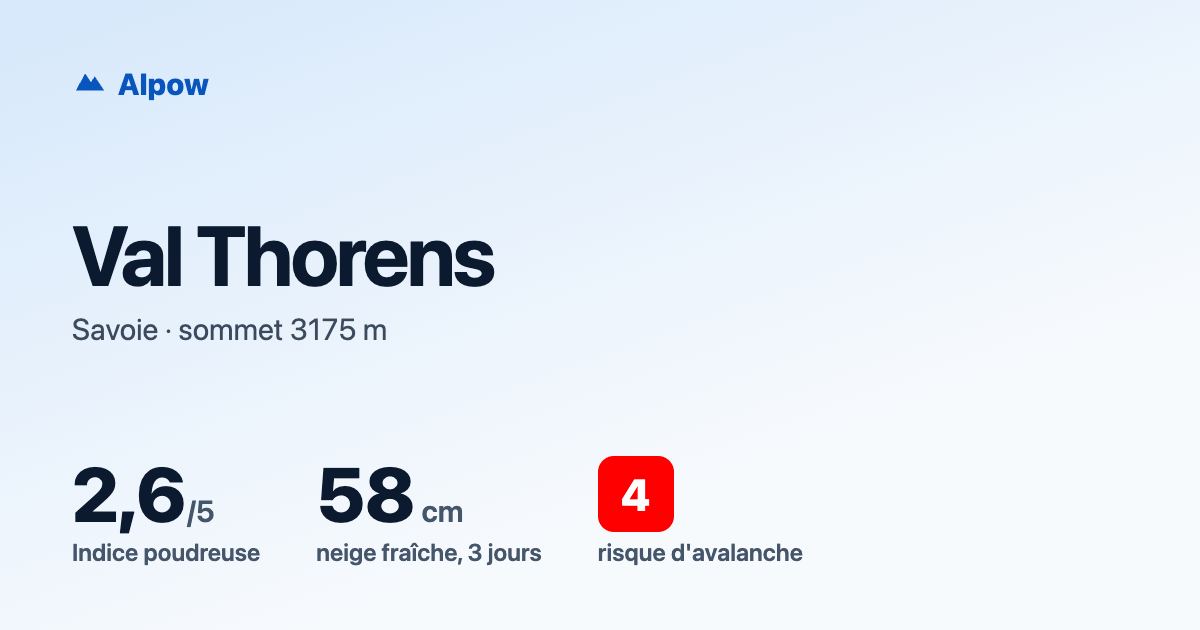 Alpow
Val Thorens
Savoie · sommet 3175 m
2,6/5
Indice poudreuse
58 cm
neige fraîche, 3 jours
4
risque d'avalanche